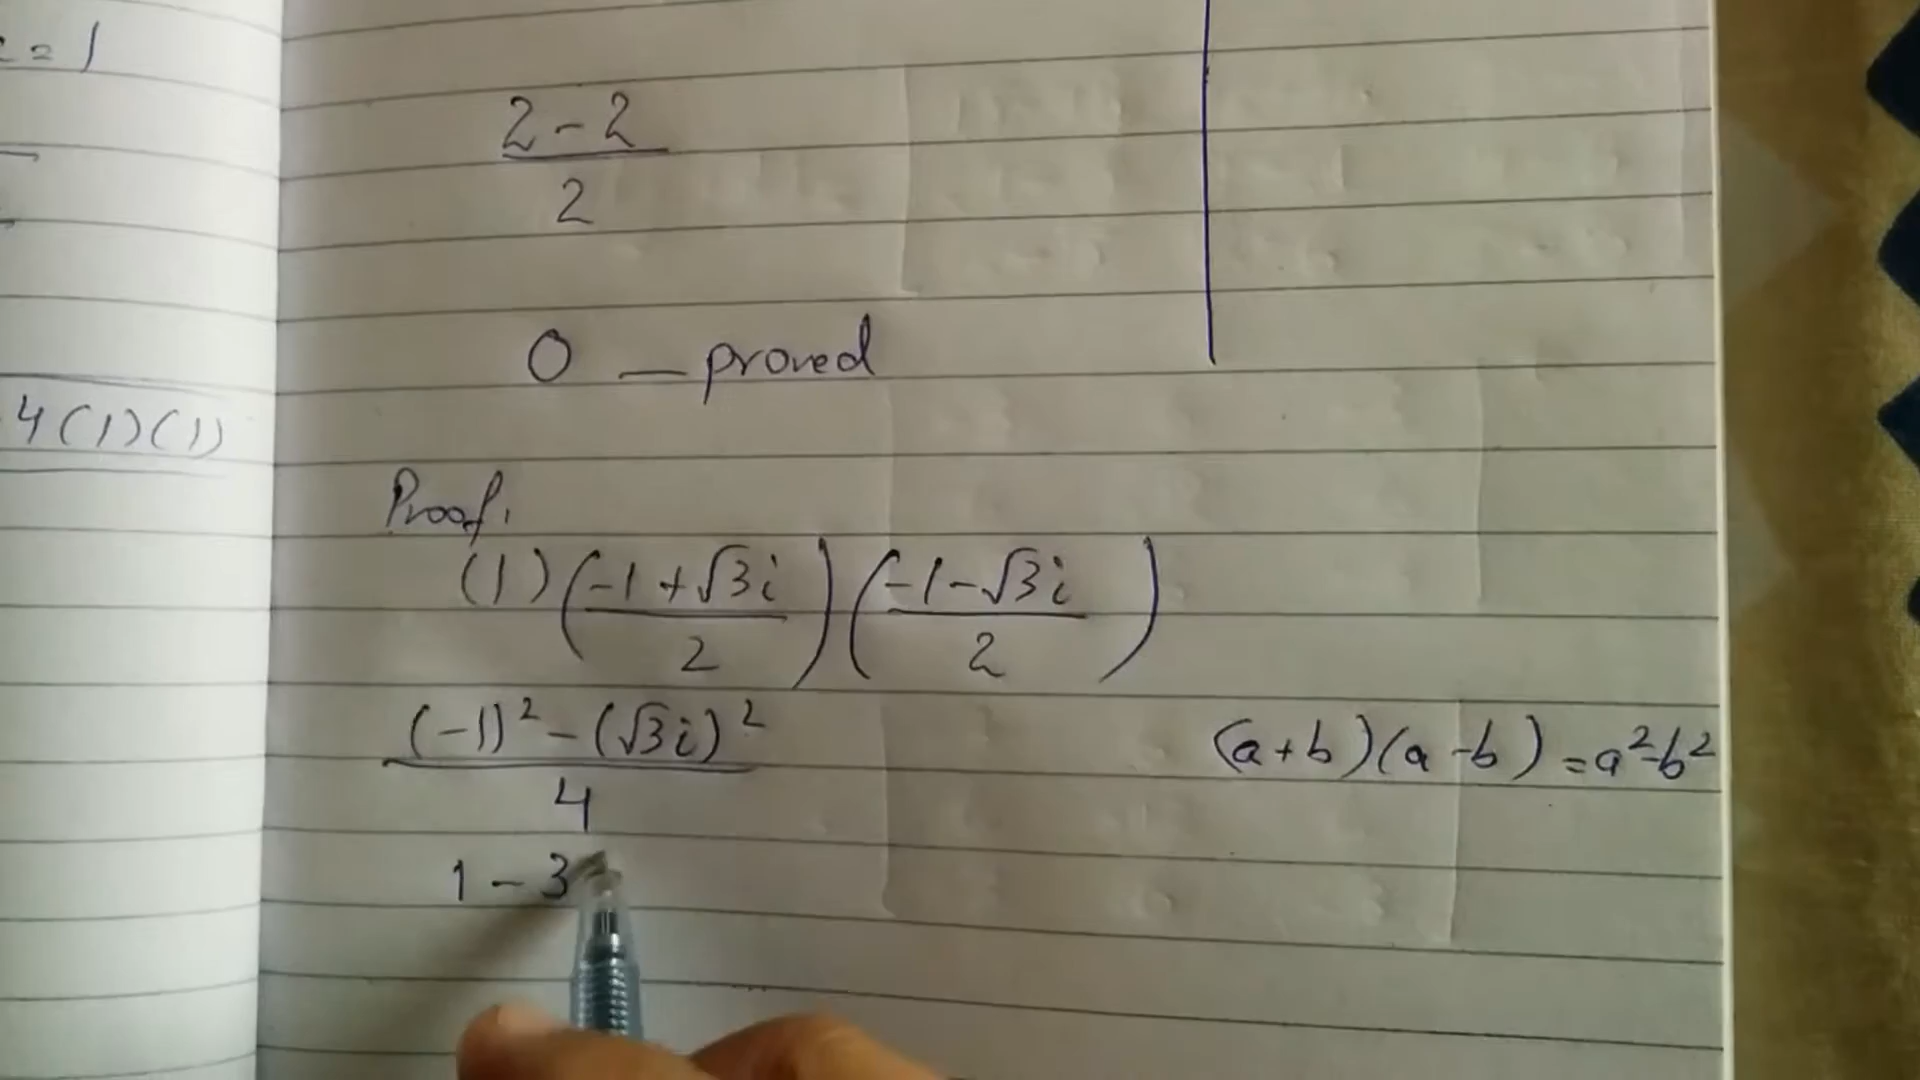 = 1
4(1)(1)
2 - 2
2
0 — proved
Proof,
(1)(-1+√3i / 2)(-1-√3i / 2)
(-1)² - (√3i)²
4
(a+b)(a-b) = a²-b²
1 - 3